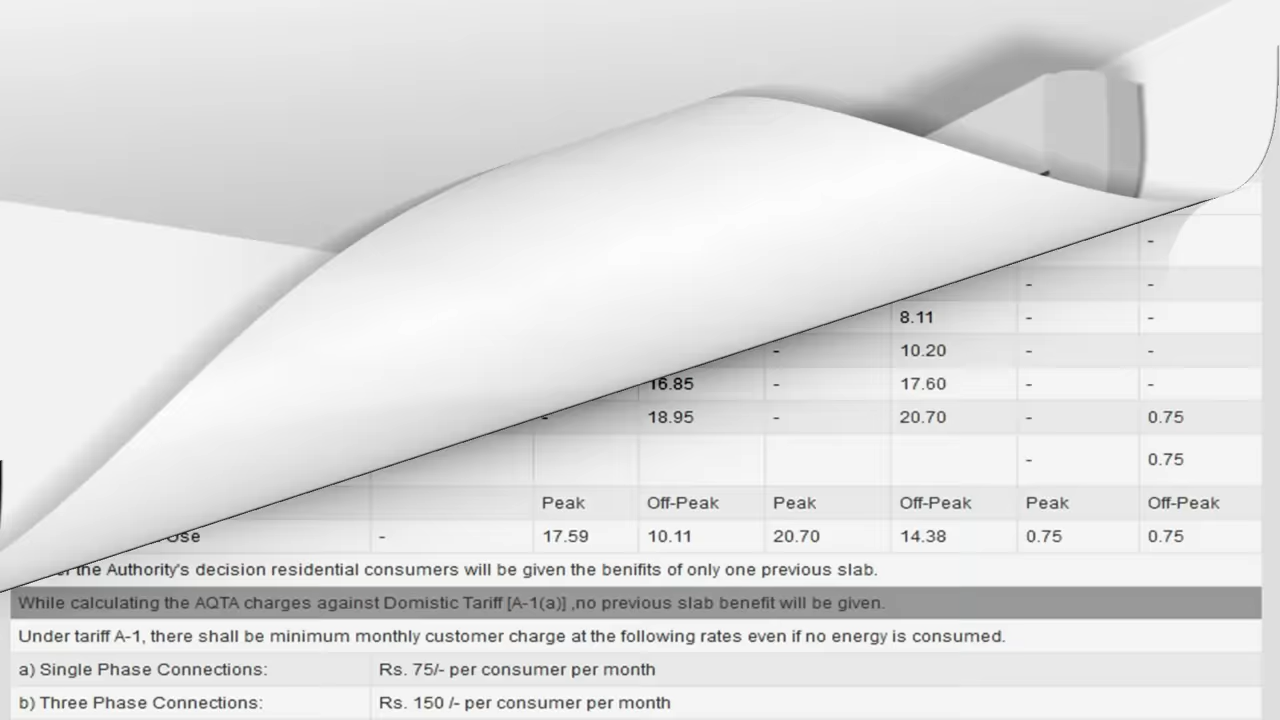 -
- -
8.11 - -
- 10.20 - -
16.85 - 17.60 - -
- 18.95 - 20.70 - 0.75
- 0.75
Peak Off-Peak Peak Off-Peak Peak Off-Peak
Use - 17.59 10.11 20.70 14.38 0.75 0.75
the Authority's decision residential consumers will be given the benifits of only one previous slab.
While calculating the AQTA charges against Domistic Tariff [A-1(a)] ,no previous slab benefit will be given.
Under tariff A-1, there shall be minimum monthly customer charge at the following rates even if no energy is consumed.
a) Single Phase Connections: Rs. 75/- per consumer per month
b) Three Phase Connections: Rs. 150 /- per consumer per month